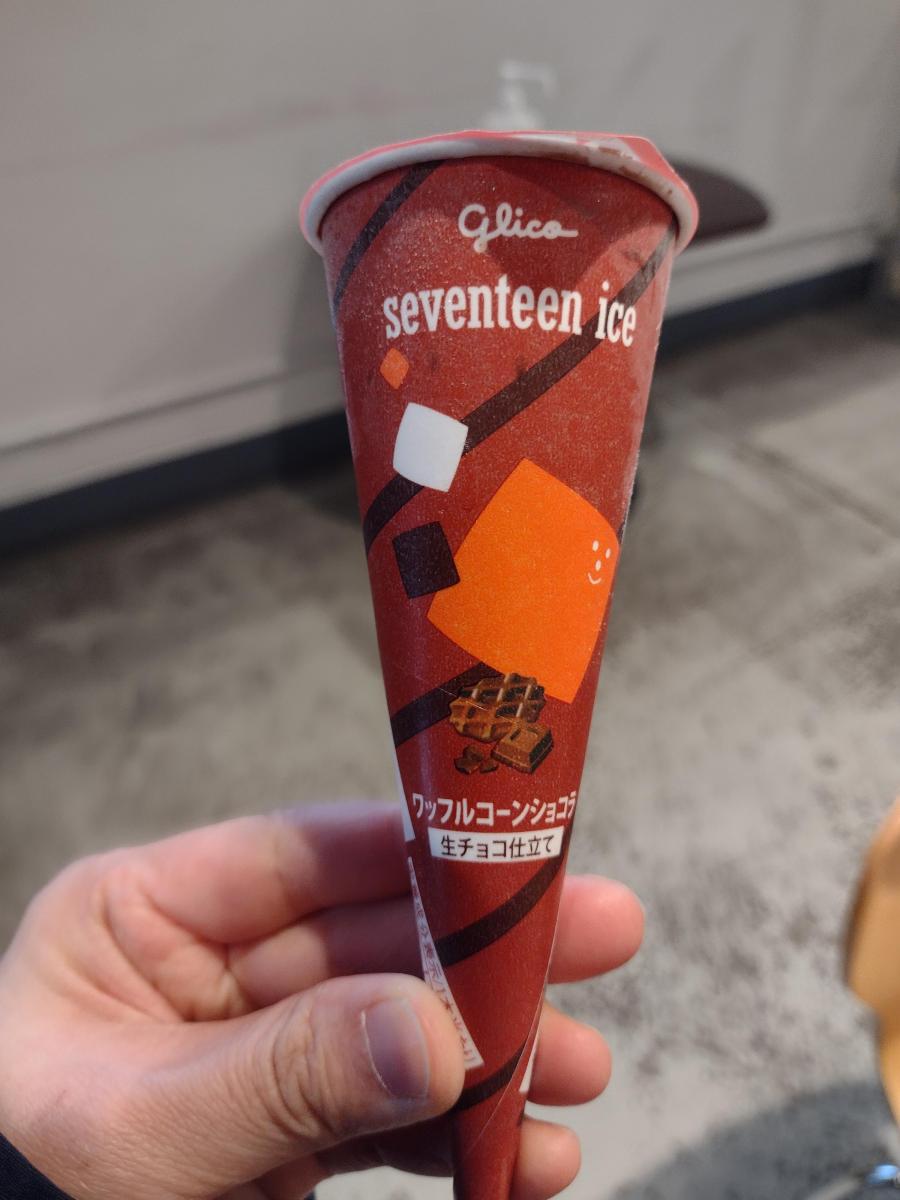 Glico
seventeen ice
ワッフルコーンショコラ
生チョコ仕立て